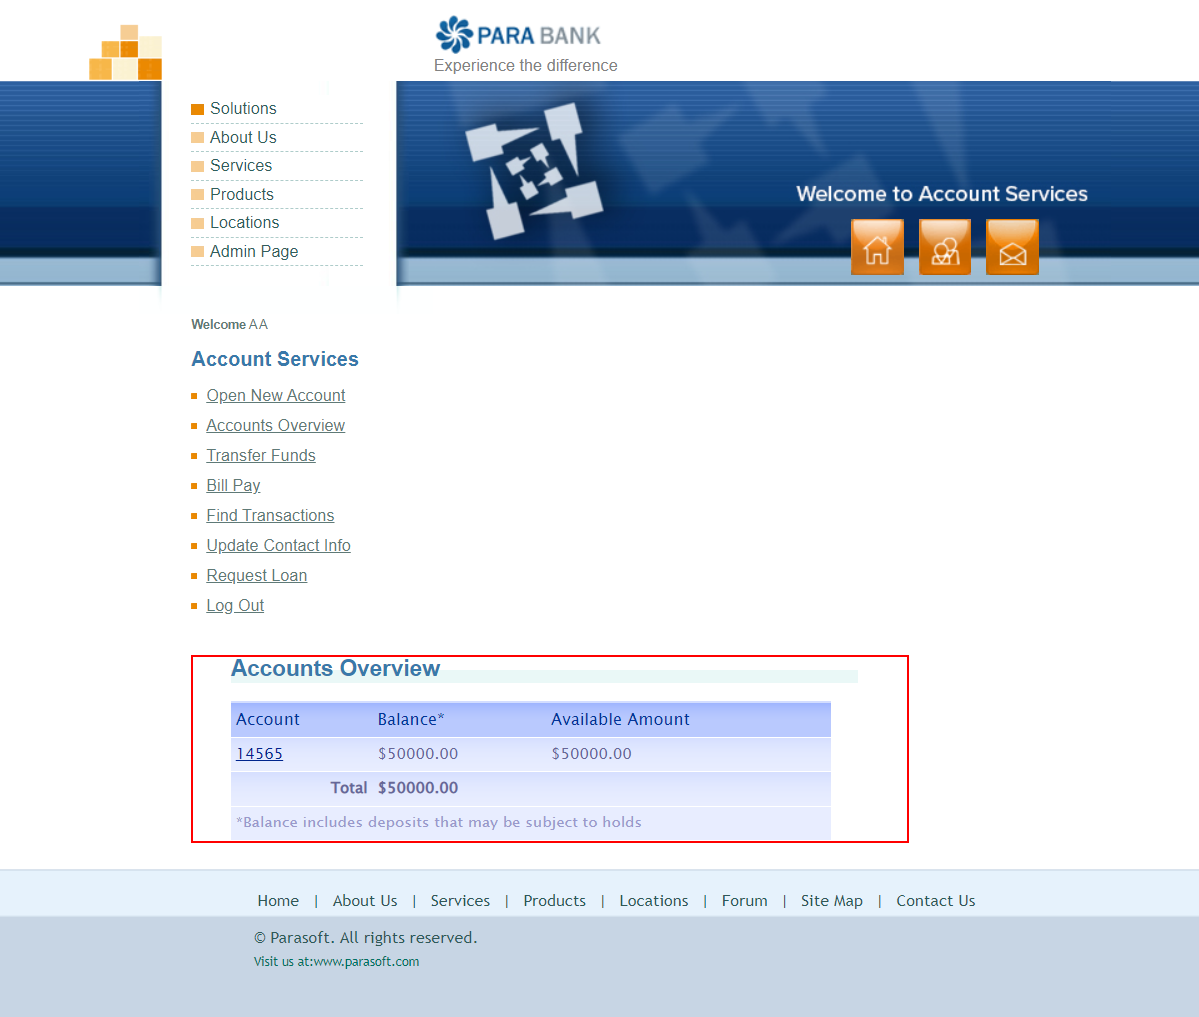 PARA BANK
Experience the difference
Solutions
About Us
Services
Products
Locations
Admin Page
Welcome to Account Services
Welcome A A
Account Services
Open New Account
Accounts Overview
Transfer Funds
Bill Pay
Find Transactions
Update Contact Info
Request Loan
Log Out
Accounts Overview
Account Balance* Available Amount
14565 $50000.00 $50000.00
Total $50000.00
*Balance includes deposits that may be subject to holds
Home | About Us | Services | Products | Locations | Forum | Site Map | Contact Us
© Parasoft. All rights reserved.
Visit us at:www.parasoft.com